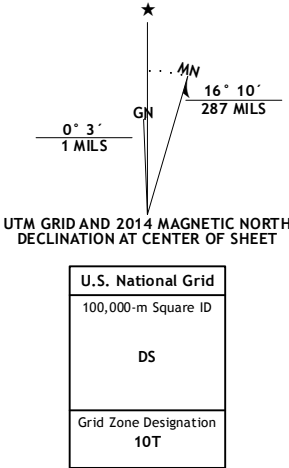 MN
16° 10´
287 MILS
GN
0° 3´
1 MILS
UTM GRID AND 2014 MAGNETIC NORTH
DECLINATION AT CENTER OF SHEET
U.S. National Grid
100,000-m Square ID
DS
Grid Zone Designation
10T